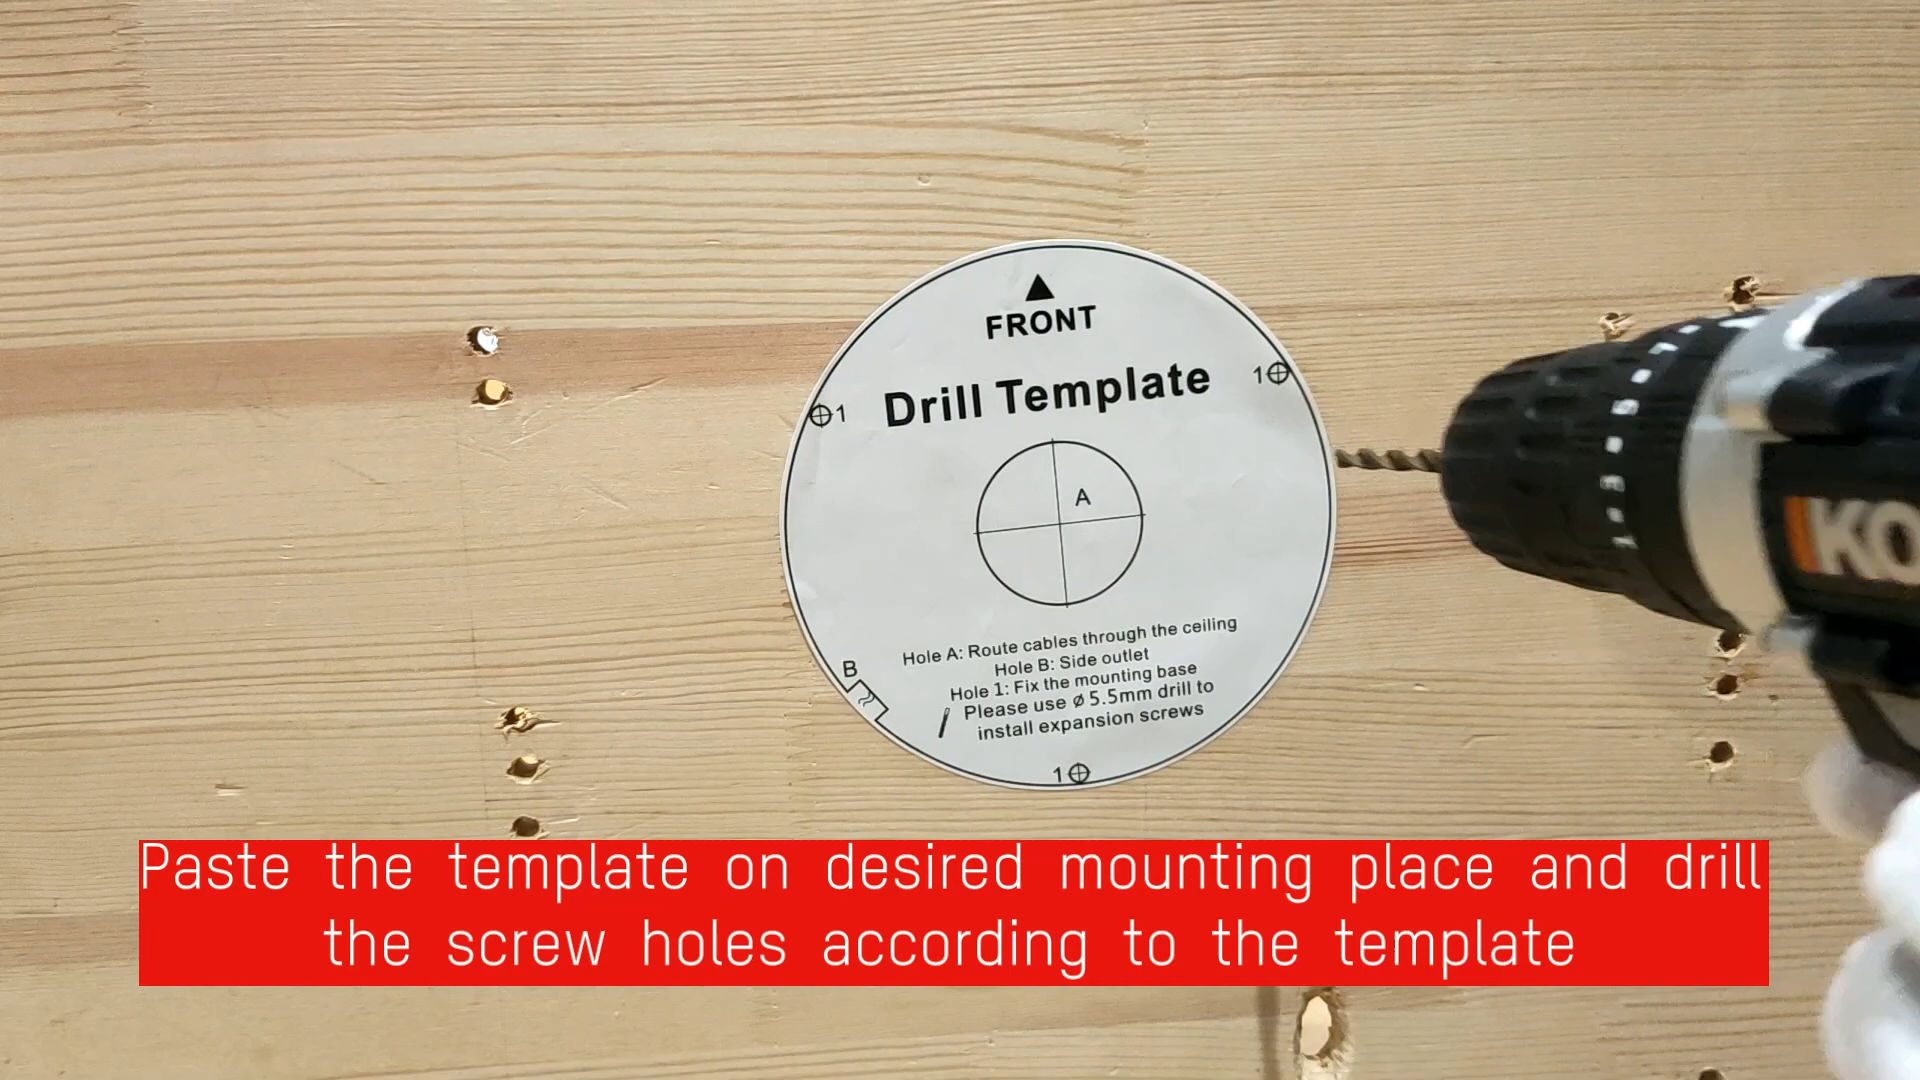 FRONT
Drill Template
1
1
A
Hole A: Route cables through the ceiling
Hole B: Side outlet
Hole 1: Fix the mounting base
Please use ø 5.5mm drill to
install expansion screws
B
1
KO
Paste the template on desired mounting place and drill
the screw holes according to the template